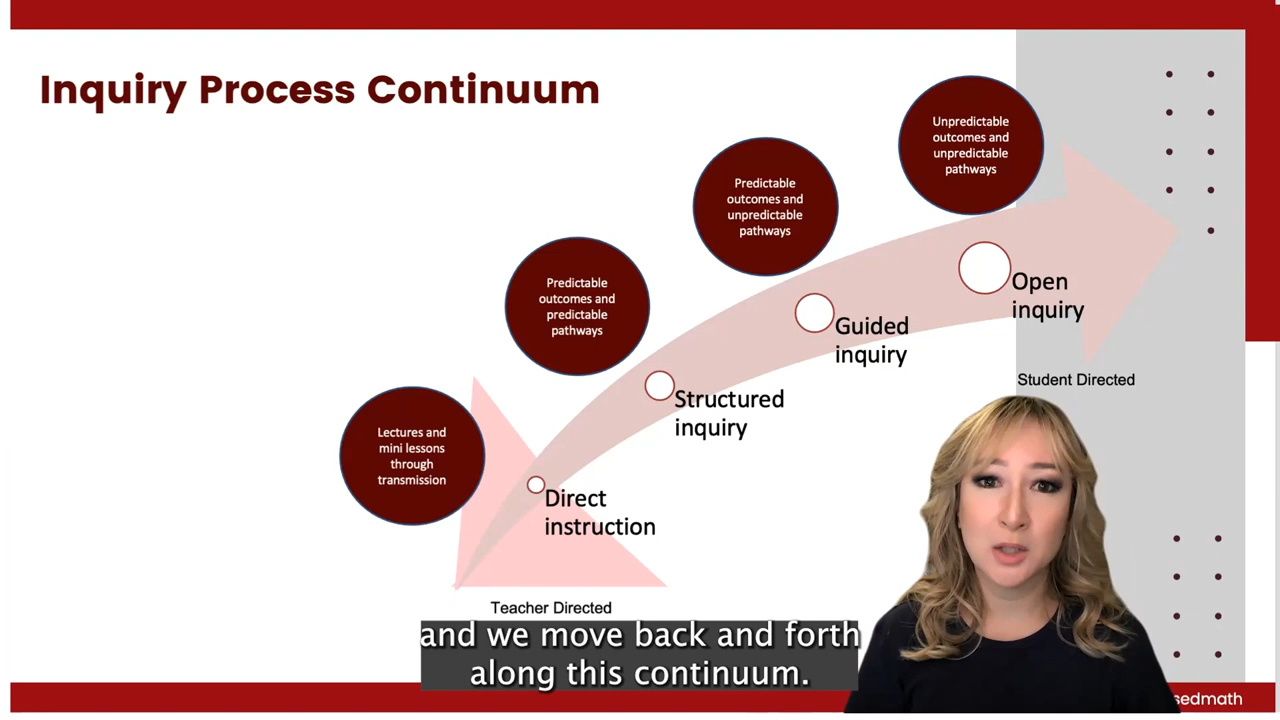 Inquiry Process Continuum
Unpredictable
outcomes and
unpredictable
pathways
Predictable
outcomes and
unpredictable
pathways
Predictable
outcomes and
predictable
pathways
Lectures and
mini lessons
through
transmission
Open
inquiry
Guided
inquiry
Structured
inquiry
Direct
instruction
Student Directed
Teacher Directed
and we move back and forth
along this continuum.
sedmath